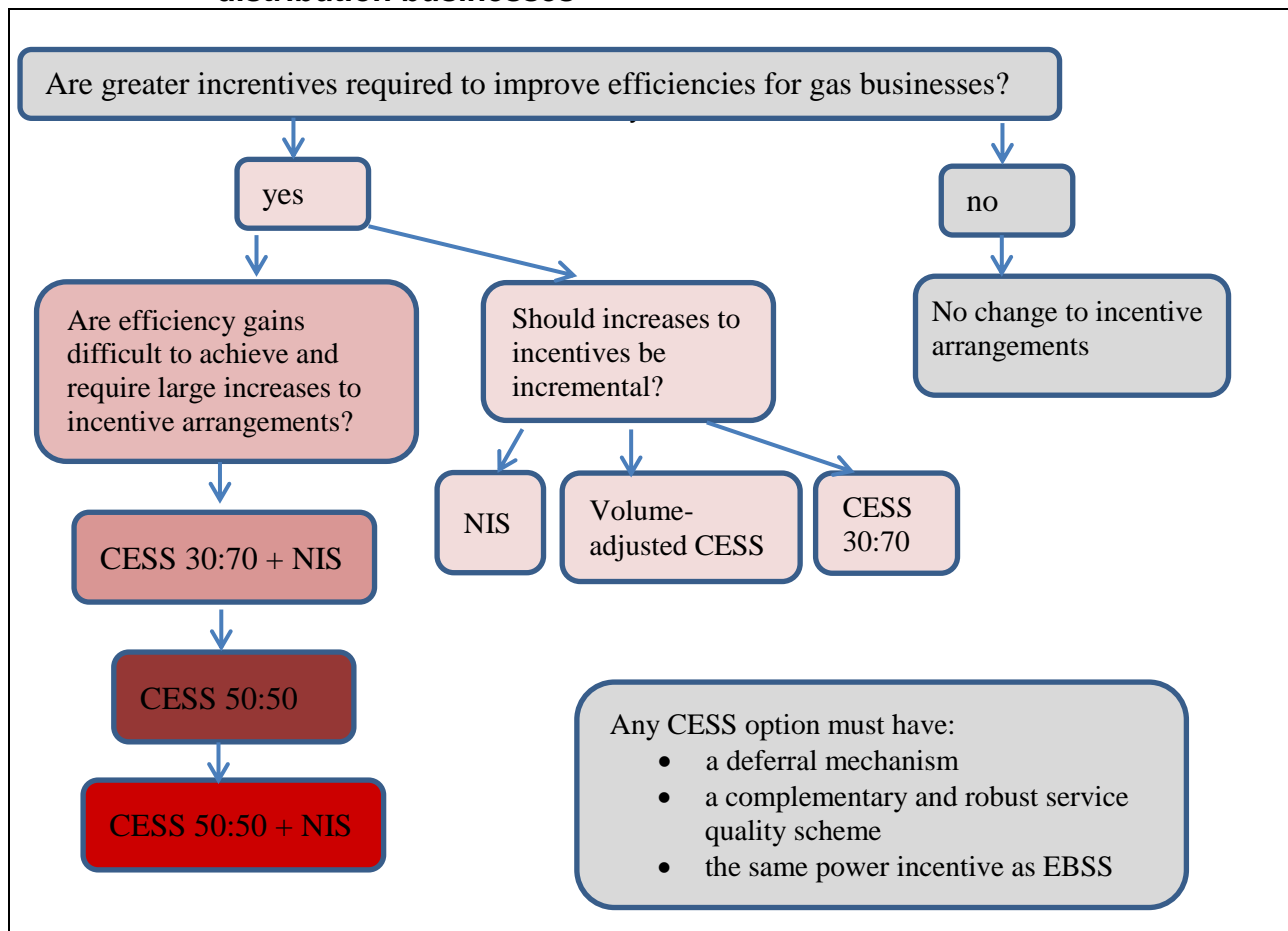 distribution businesses
Are greater increntives required to improve efficiencies for gas businesses?
yes
no
Are efficiency gains
difficult to achieve and
require large increases to
incentive arrangements?
Should increases to
incentives be
incremental?
No change to incentive
arrangements
NIS
Volume-
adjusted CESS
CESS
30:70
CESS 30:70 + NIS
CESS 50:50
CESS 50:50 + NIS
Any CESS option must have:
• a deferral mechanism
• a complementary and robust service
quality scheme
• the same power incentive as EBSS